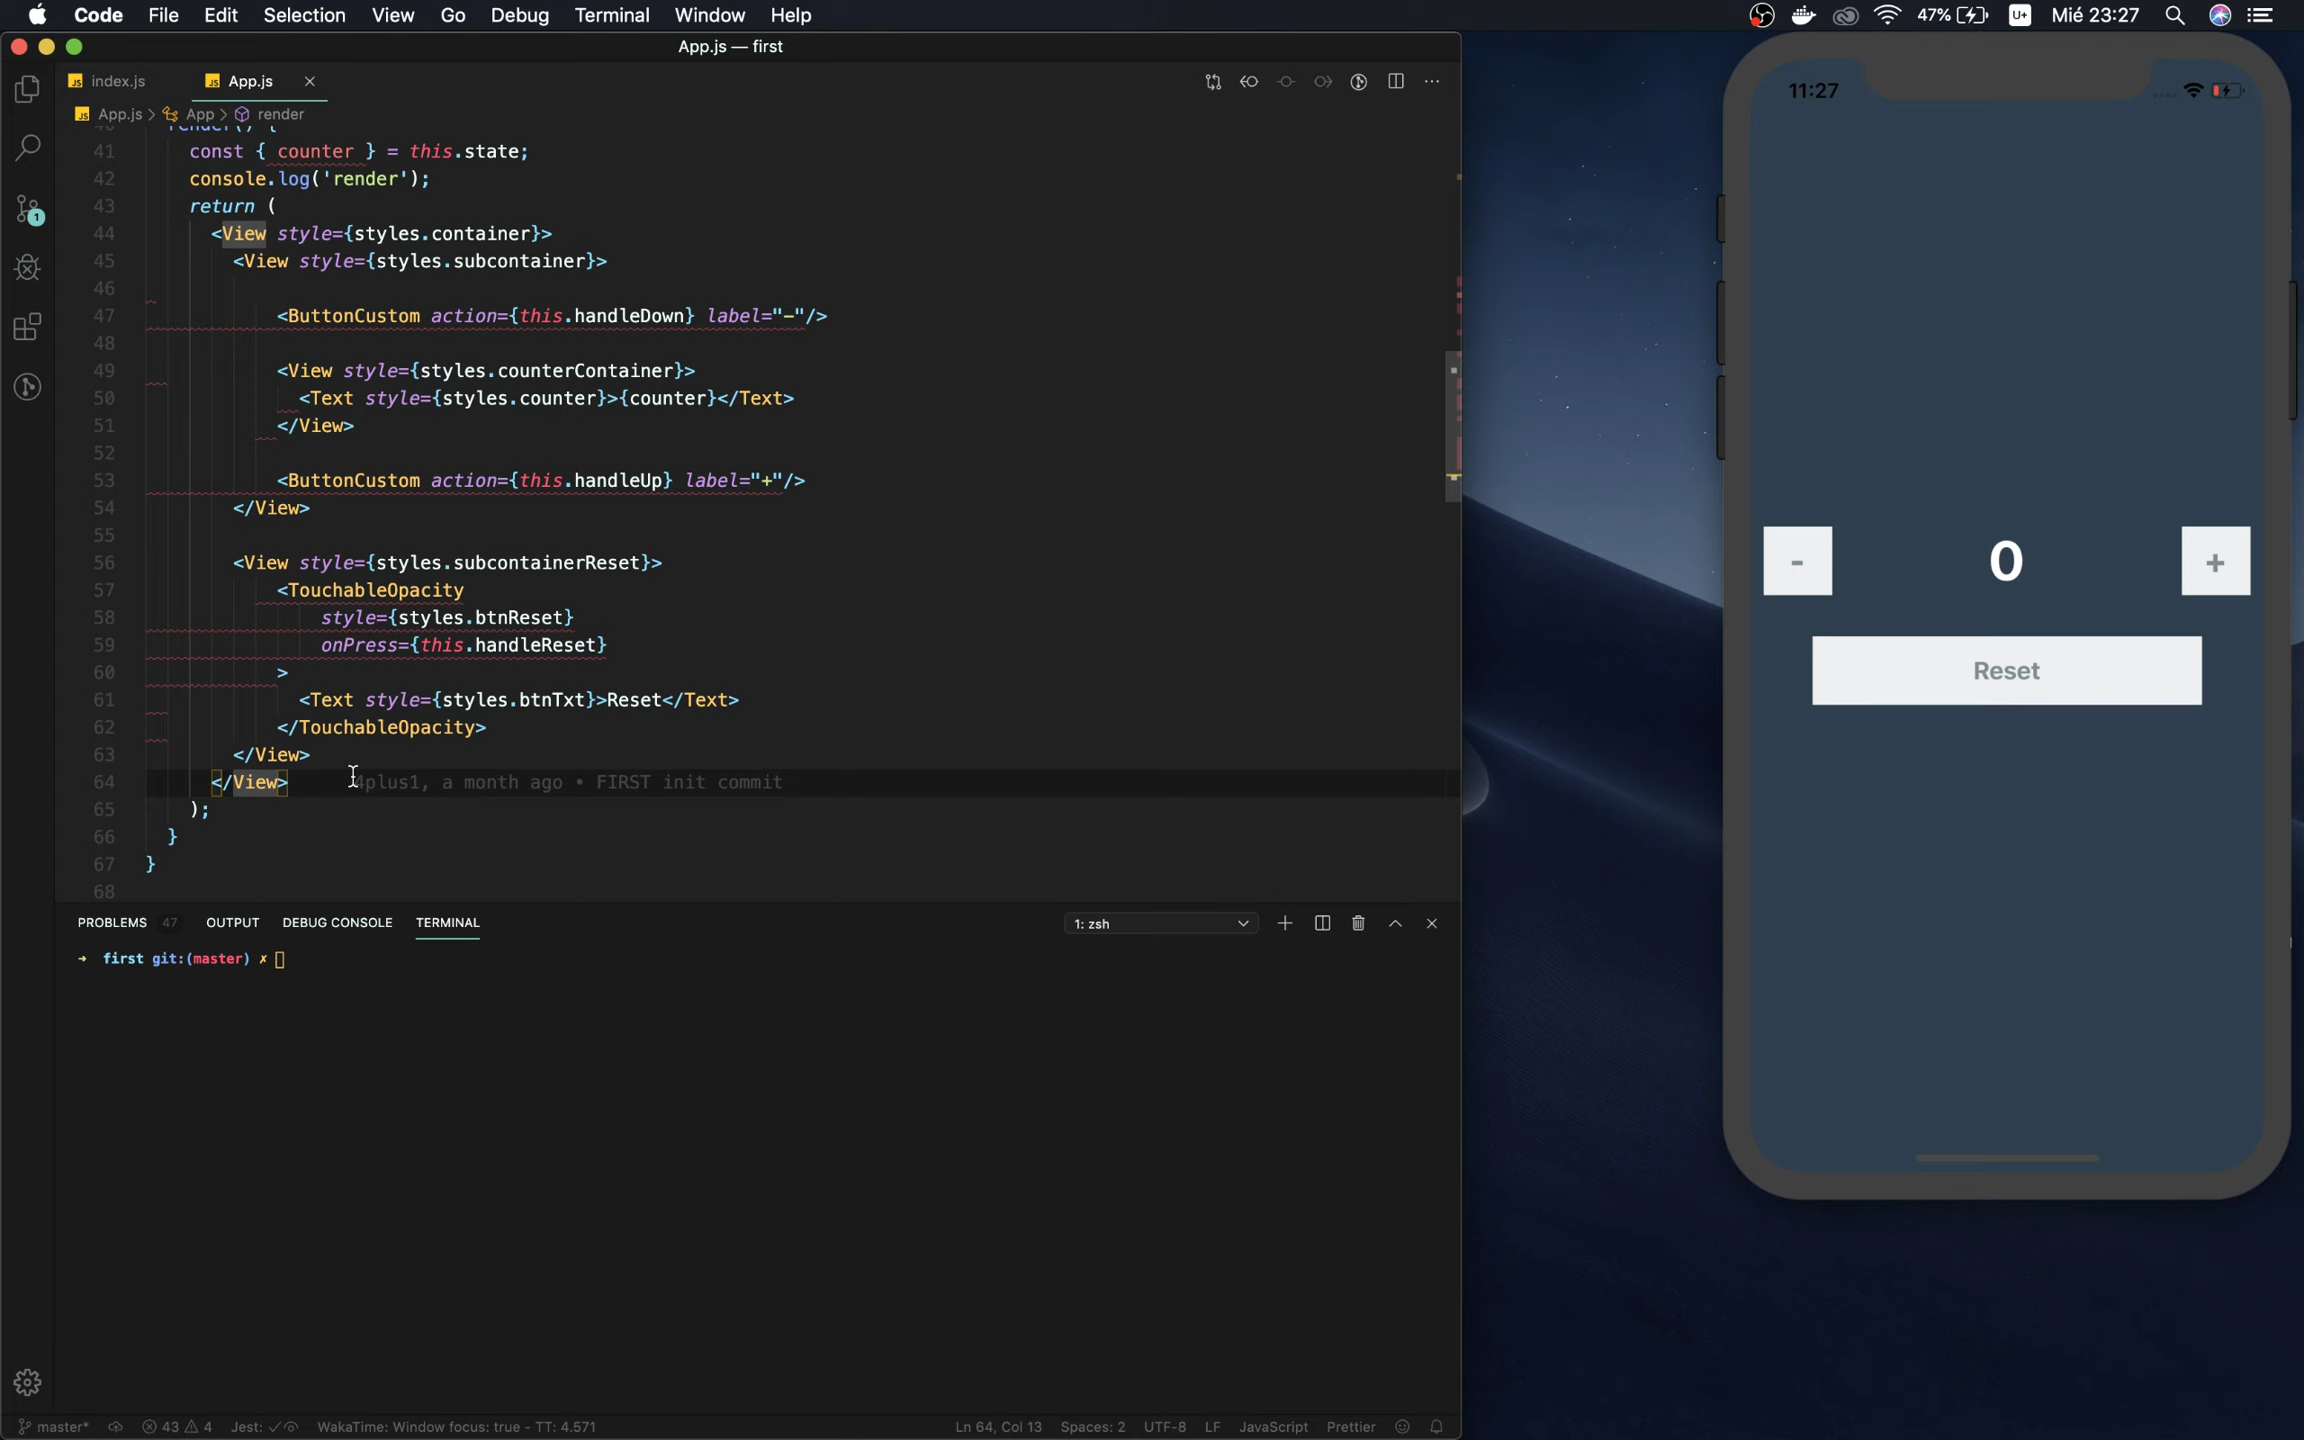 Code File Edit Selection View Go Debug Terminal Window Help
47% U+ Mié 23:27
App.js — first
JS index.js
JS App.js
JS App.js > App > render
render() {
41 const { counter } = this.state;
42 console.log('render');
43 return (
44 <View style={styles.container}>
45 <View style={styles.subcontainer}>
46
47 <ButtonCustom action={this.handleDown} label="-"/>
48
49 <View style={styles.counterContainer}>
50 <Text style={styles.counter}>{counter}</Text>
51 </View>
52
53 <ButtonCustom action={this.handleUp} label="+"/>
54 </View>
55
56 <View style={styles.subcontainerReset}>
57 <TouchableOpacity
58 style={styles.btnReset}
59 onPress={this.handleReset}
60 >
61 <Text style={styles.btnTxt}>Reset</Text>
62 </TouchableOpacity>
63 </View>
64 </View> 4plus1, a month ago • FIRST init commit
65 );
66 }
67 }
68
PROBLEMS 47 OUTPUT DEBUG CONSOLE TERMINAL
1: zsh
➜ first git:(master) ✗
master* 43 4 Jest: WakaTime: Window focus: true - TT: 4.571
Ln 64, Col 13 Spaces: 2 UTF-8 LF JavaScript Prettier
1
11:27
- 0 +
Reset